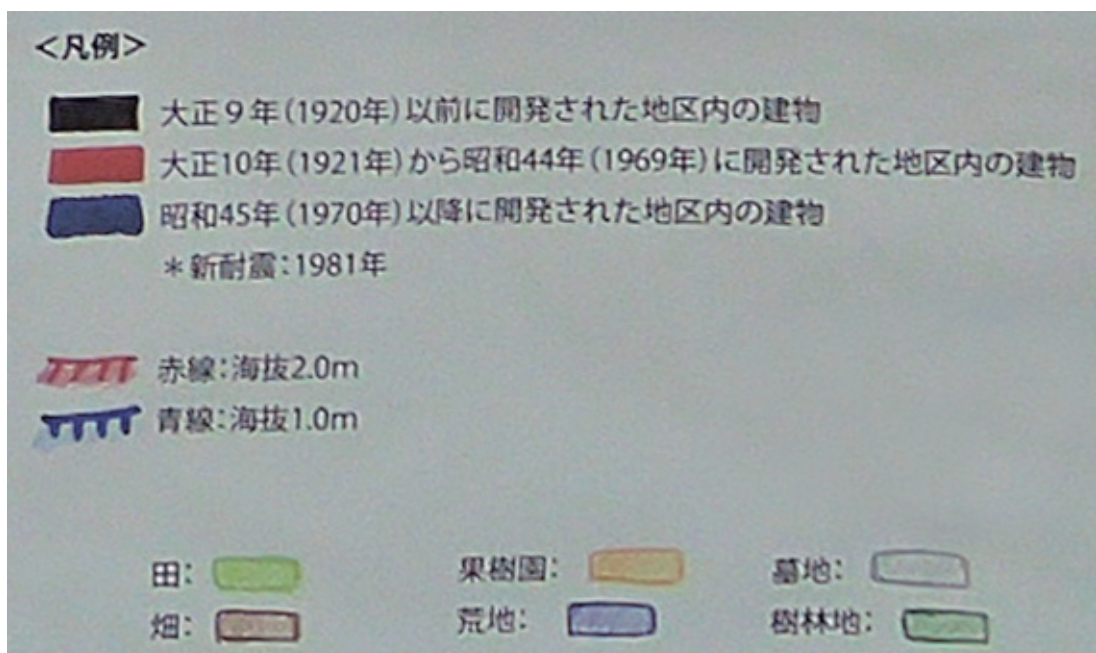 ＜凡例＞
大正9年(1920年)以前に開発された地区内の建物
大正10年(1921年)から昭和44年(1969年)に開発された地区内の建物
昭和45年(1970年)以降に開発された地区内の建物
＊新耐震：1981年
赤線：海抜2.0m
青線：海抜1.0m
田： 果樹園： 墓地：
畑： 荒地： 樹林地：